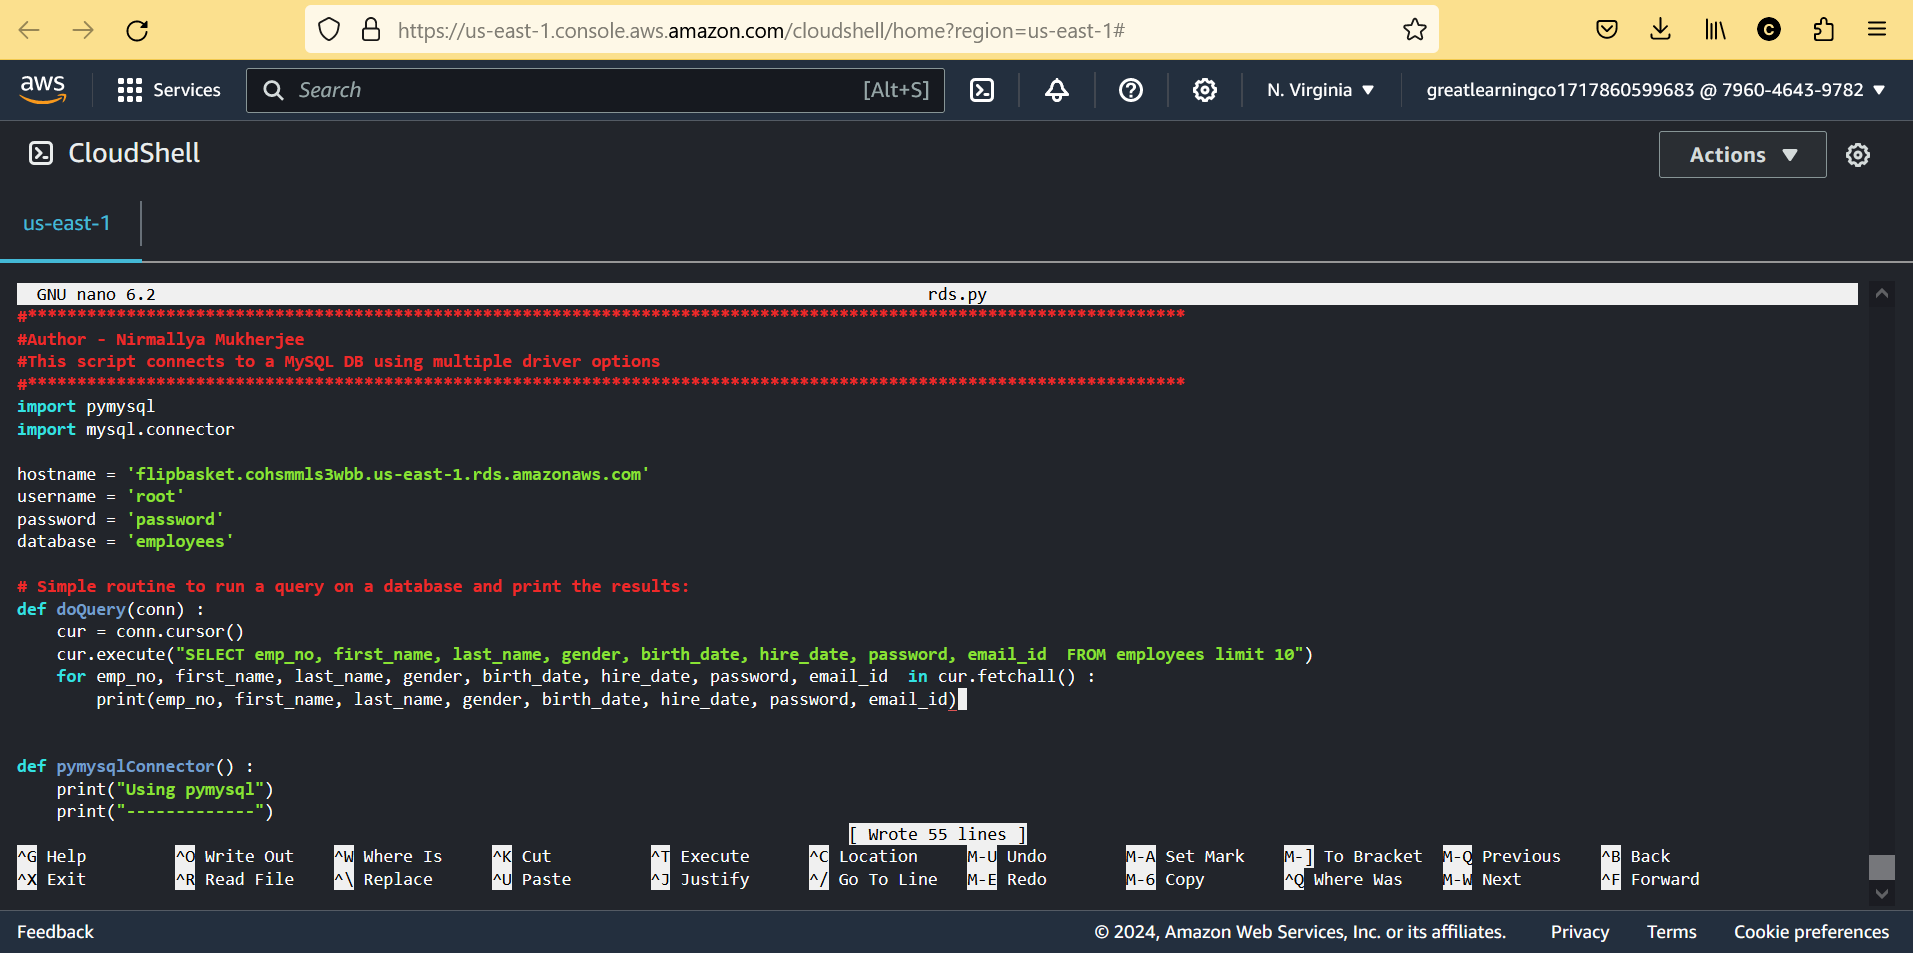 https://us-east-1.console.aws.amazon.com/cloudshell/home?region=us-east-1#
C
aws
Services
Search
[Alt+S]
N. Virginia
greatlearningco1717860599683 @ 7960-4643-9782
CloudShell
Actions
us-east-1
GNU nano 6.2 rds.py
#*********************************************************************************************************************
#Author - Nirmallya Mukherjee
#This script connects to a MySQL DB using multiple driver options
#*********************************************************************************************************************
import pymysql
import mysql.connector
hostname = 'flipbasket.cohsmmls3wbb.us-east-1.rds.amazonaws.com'
username = 'root'
password = 'password'
database = 'employees'
# Simple routine to run a query on a database and print the results:
def doQuery(conn) :
    cur = conn.cursor()
    cur.execute("SELECT emp_no, first_name, last_name, gender, birth_date, hire_date, password, email_id  FROM employees limit 10")
    for emp_no, first_name, last_name, gender, birth_date, hire_date, password, email_id  in cur.fetchall() :
        print(emp_no, first_name, last_name, gender, birth_date, hire_date, password, email_id)
def pymysqlConnector() :
    print("Using pymysql")
    print("-------------")
[ Wrote 55 lines ]
^G Help ^O Write Out ^W Where Is ^K Cut ^T Execute ^C Location M-U Undo M-A Set Mark M-] To Bracket M-Q Previous ^B Back
^X Exit ^R Read File ^\ Replace ^U Paste ^J Justify ^/ Go To Line M-E Redo M-6 Copy ^Q Where Was M-W Next ^F Forward
Feedback
© 2024, Amazon Web Services, Inc. or its affiliates.
Privacy
Terms
Cookie preferences